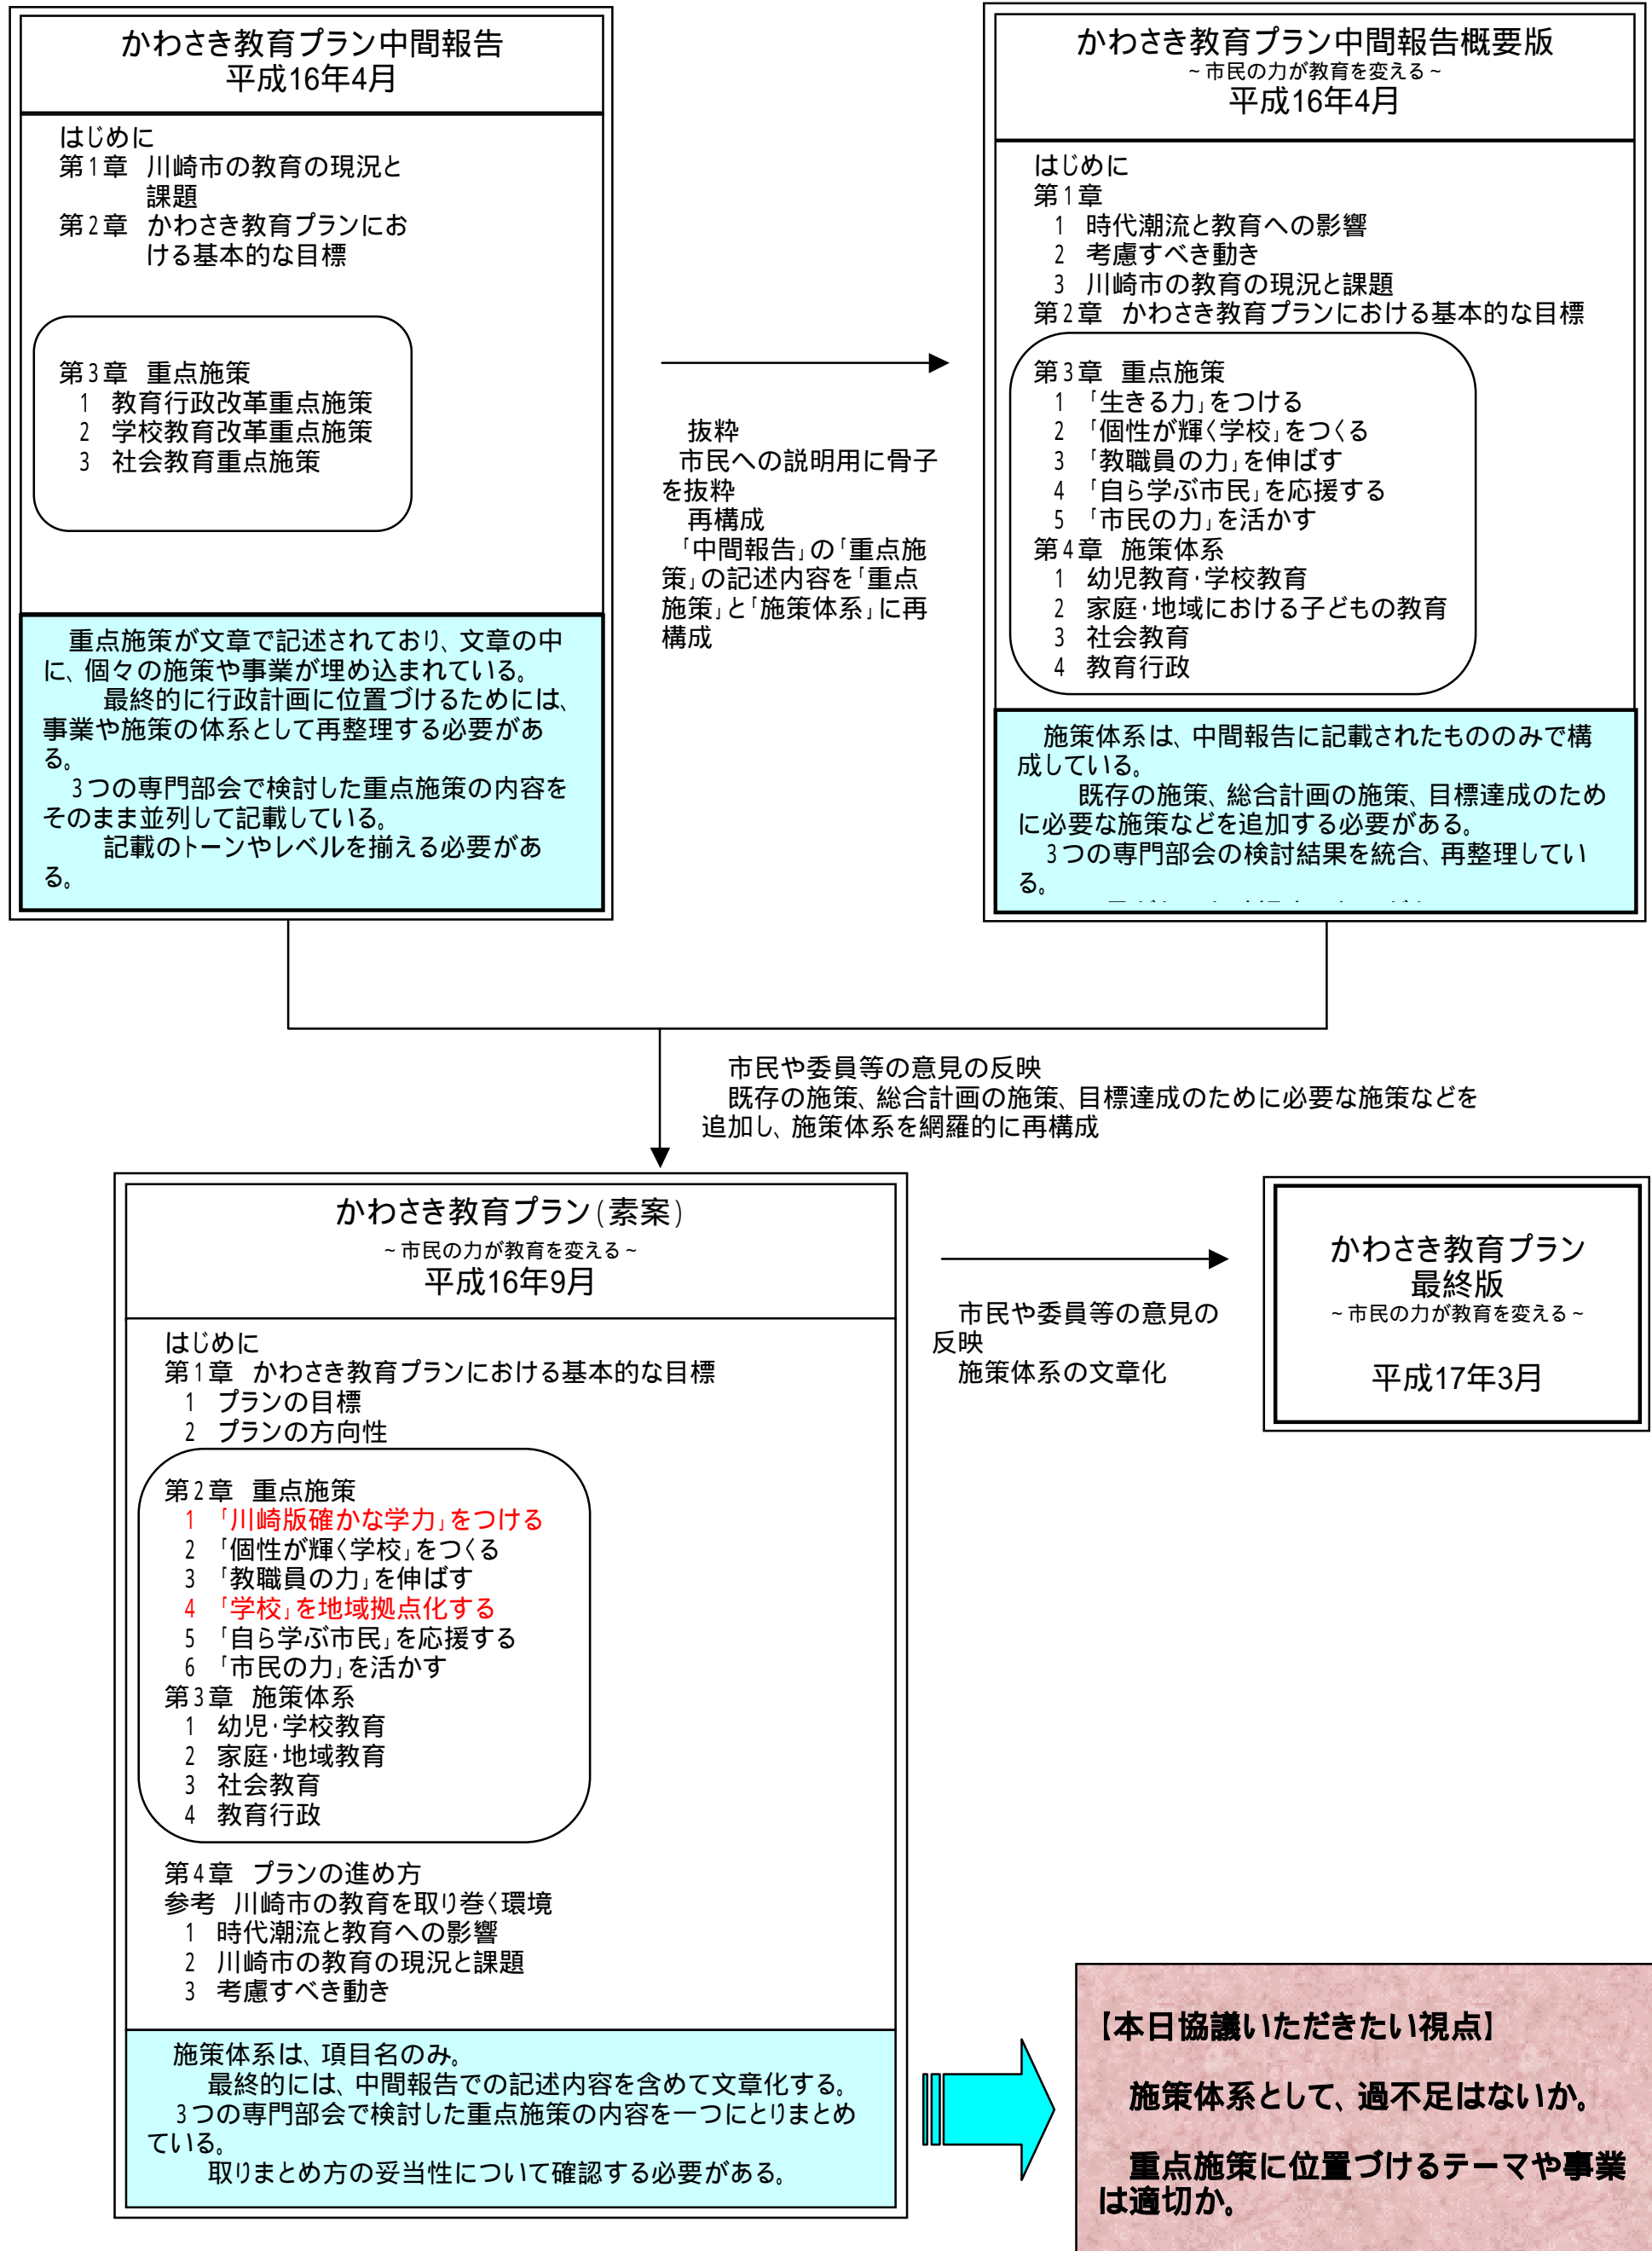 かわさき教育プラン中間報告
平成16年4月
はじめに
第1章 川崎市の教育の現況と
課題
第2章 かわさき教育プランにお
ける基本的な目標
第3章 重点施策
1 教育行政改革重点施策
2 学校教育改革重点施策
3 社会教育重点施策
重点施策が文章で記述されており、文章の中
に、個々の施策や事業が埋め込まれている。
最終的に行政計画に位置づけるためには、
事業や施策の体系として再整理する必要があ
る。
3つの専門部会で検討した重点施策の内容を
そのまま並列して記載している。
記載のトーンやレベルを揃える必要があ
る。
抜粋
市民への説明用に骨子
を抜粋
再構成
「中間報告」の「重点施
策」の記述内容を「重点
施策」と「施策体系」に再
構成
かわさき教育プラン中間報告概要版
~市民の力が教育を変える~
平成16年4月
はじめに
第1章
1 時代潮流と教育への影響
2 考慮すべき動き
3 川崎市の教育の現況と課題
第2章 かわさき教育プランにおける基本的な目標
第3章 重点施策
1 「生きる力」をつける
2 「個性が輝く学校」をつくる
3 「教職員の力」を伸ばす
4 「自ら学ぶ市民」を応援する
5 「市民の力」を活かす
第4章 施策体系
1 幼児教育・学校教育
2 家庭・地域における子どもの教育
3 社会教育
4 教育行政
施策体系は、中間報告に記載されたもののみで構
成している。
既存の施策、総合計画の施策、目標達成のため
に必要な施策などを追加する必要がある。
3つの専門部会の検討結果を統合、再整理してい
る。
市民や委員等の意見の反映
既存の施策、総合計画の施策、目標達成のために必要な施策などを
追加し、施策体系を網羅的に再構成
かわさき教育プラン(素案)
~市民の力が教育を変える~
平成16年9月
はじめに
第1章 かわさき教育プランにおける基本的な目標
1 プランの目標
2 プランの方向性
第2章 重点施策
1 「川崎版確かな学力」をつける
2 「個性が輝く学校」をつくる
3 「教職員の力」を伸ばす
4 「学校」を地域拠点化する
5 「自ら学ぶ市民」を応援する
6 「市民の力」を活かす
第3章 施策体系
1 幼児・学校教育
2 家庭・地域教育
3 社会教育
4 教育行政
第4章 プランの進め方
参考 川崎市の教育を取り巻く環境
1 時代潮流と教育への影響
2 川崎市の教育の現況と課題
3 考慮すべき動き
施策体系は、項目名のみ。
最終的には、中間報告での記述内容を含めて文章化する。
3つの専門部会で検討した重点施策の内容を一つにとりまとめ
ている。
取りまとめ方の妥当性について確認する必要がある。
市民や委員等の意見の
反映
施策体系の文章化
かわさき教育プラン
最終版
~市民の力が教育を変える~
平成17年3月
【本日協議いただきたい視点】
施策体系として、過不足はないか。
重点施策に位置づけるテーマや事業
は適切か。